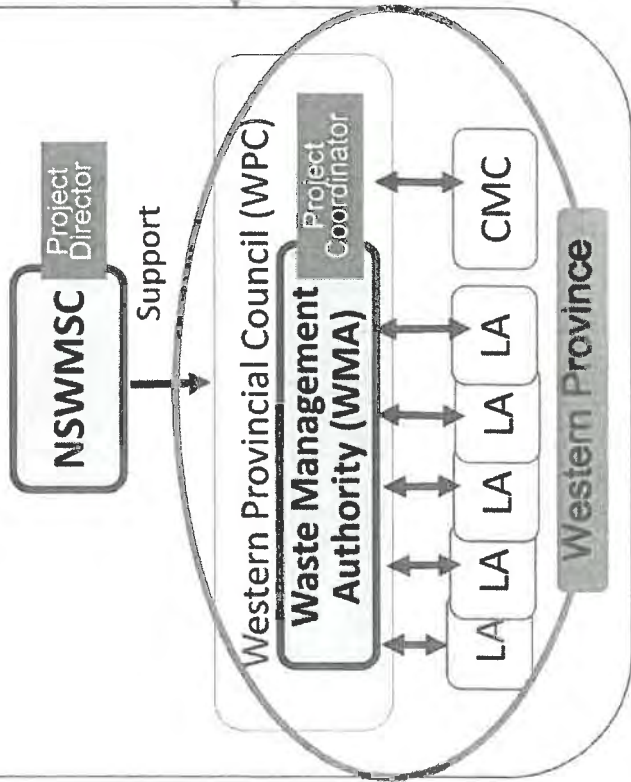 Project
Director
NSWMSC
Support
Western Provincial Council (WPC)
Waste Management
Authority (WMA)
Project
Coordinator
LA
LA
LA
LA
LA
CMC
Western Province